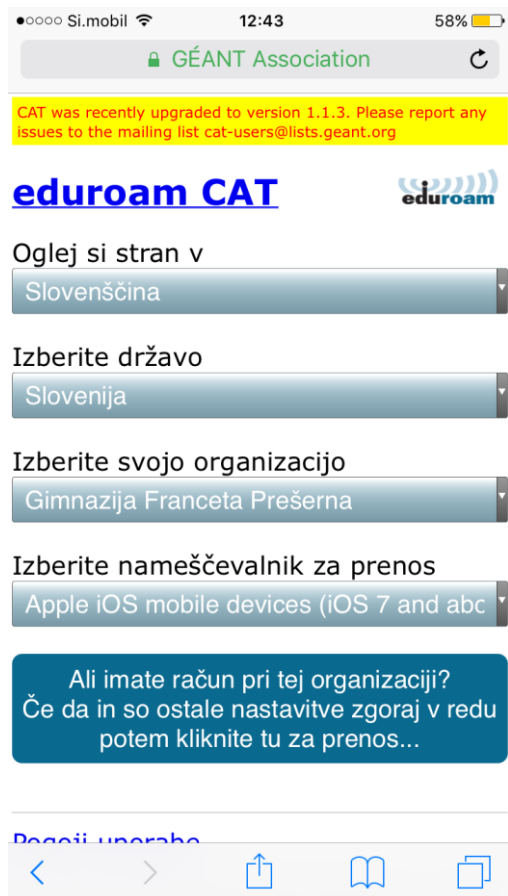 Si.mobil 12:43 58%
GÉANT Association
CAT was recently upgraded to version 1.1.3. Please report any
issues to the mailing list cat-users@lists.geant.org
eduroam CAT
eduroam
Oglej si stran v
Slovenščina
Izberite državo
Slovenija
Izberite svojo organizacijo
Gimnazija Franceta Prešerna
Izberite nameščevalnik za prenos
Apple iOS mobile devices (iOS 7 and abc
Ali imate račun pri tej organizaciji?
Če da in so ostale nastavitve zgoraj v redu
potem kliknite tu za prenos...
Pogoji uporabe